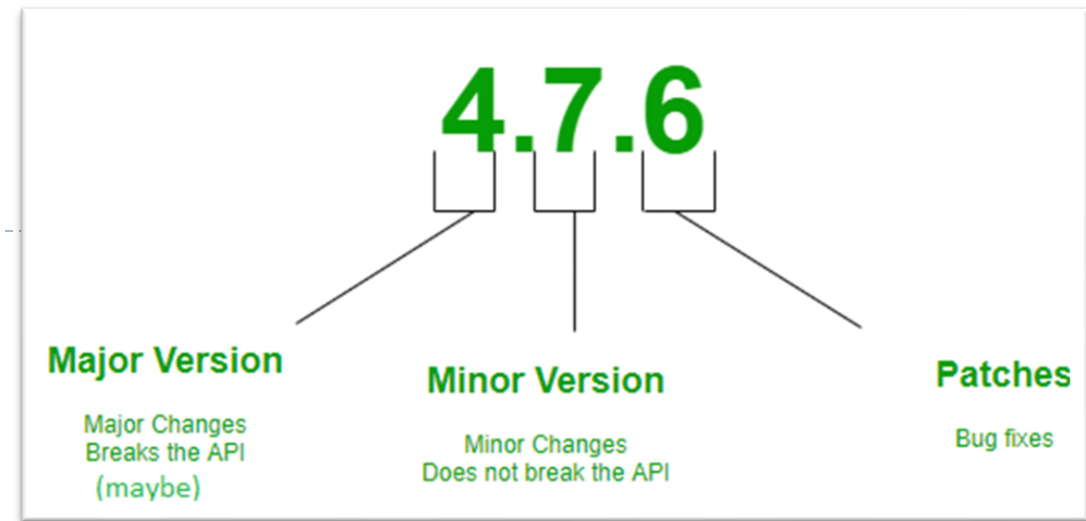 4.7.6
Major Version
Major Changes
Breaks the API
(maybe)
Minor Version
Minor Changes
Does not break the API
Patches
Bug fixes